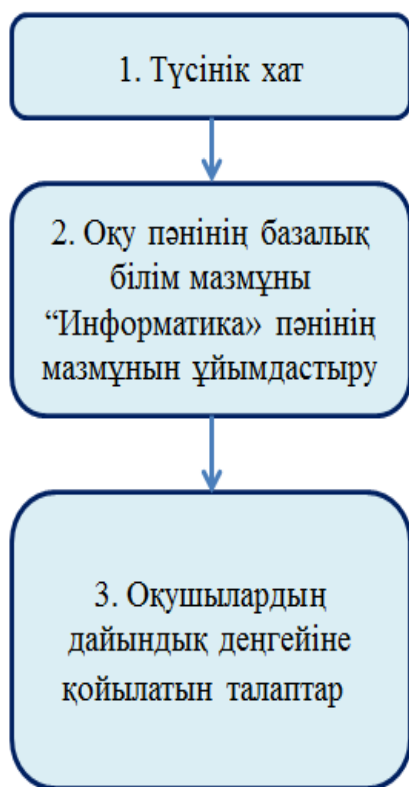 1. Түсінік хат
2. Оқу пәнінің базалық
білім мазмұны
“Информатика» пәнінің
мазмұнын ұйымдастыру
3. Оқушылардың
дайындық деңгейіне
қойылатын талаптар